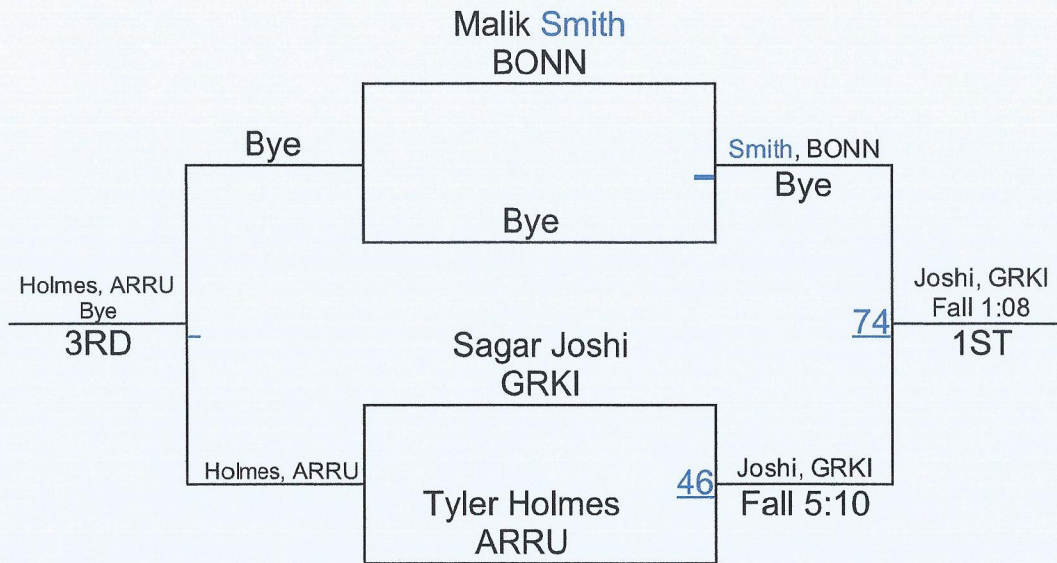 Malik Smith
BONN
Bye
Smith, BONN
Bye
Bye
Holmes, ARRU
Bye
3RD
Joshi, GRKI
Fall 1:08
1ST
74
Sagar Joshi
GRKI
Holmes, ARRU
Tyler Holmes
ARRU
46
Joshi, GRKI
Fall 5:10